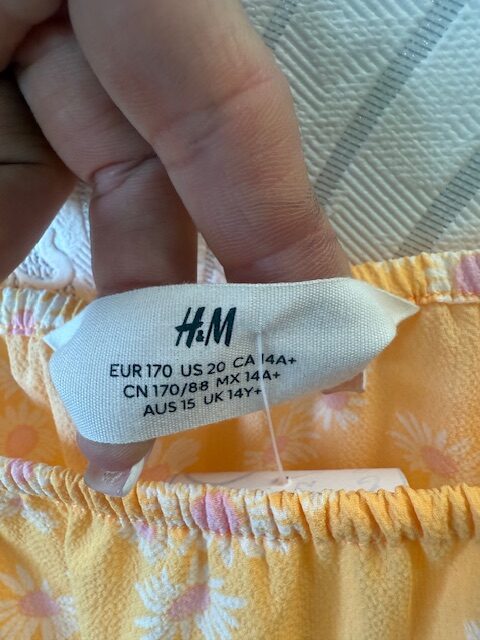 H&M
EUR 170 US 20 CA 14A+
CN 170/88 MX 14A+
AUS 15 UK 14Y+